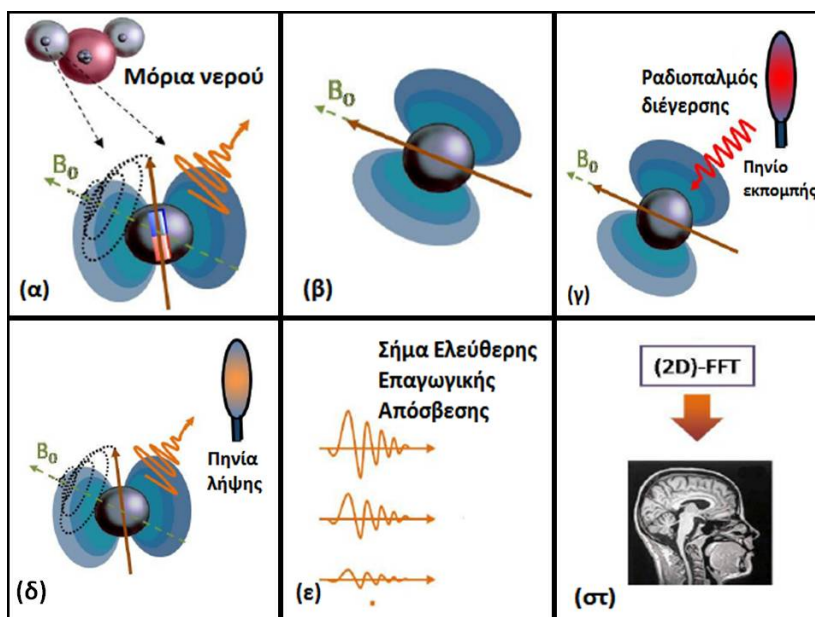 Μόρια νερού
B₀
(α)
B₀
(β)
Ραδιοπαλμός
διέγερσης
B₀
Πηνίο
εκπομπής
(γ)
B₀
Πηνία
λήψης
(δ)
Σήμα Ελεύθερης
Επαγωγικής
Απόσβεσης
(ε)
(2D)-FFT
(στ)